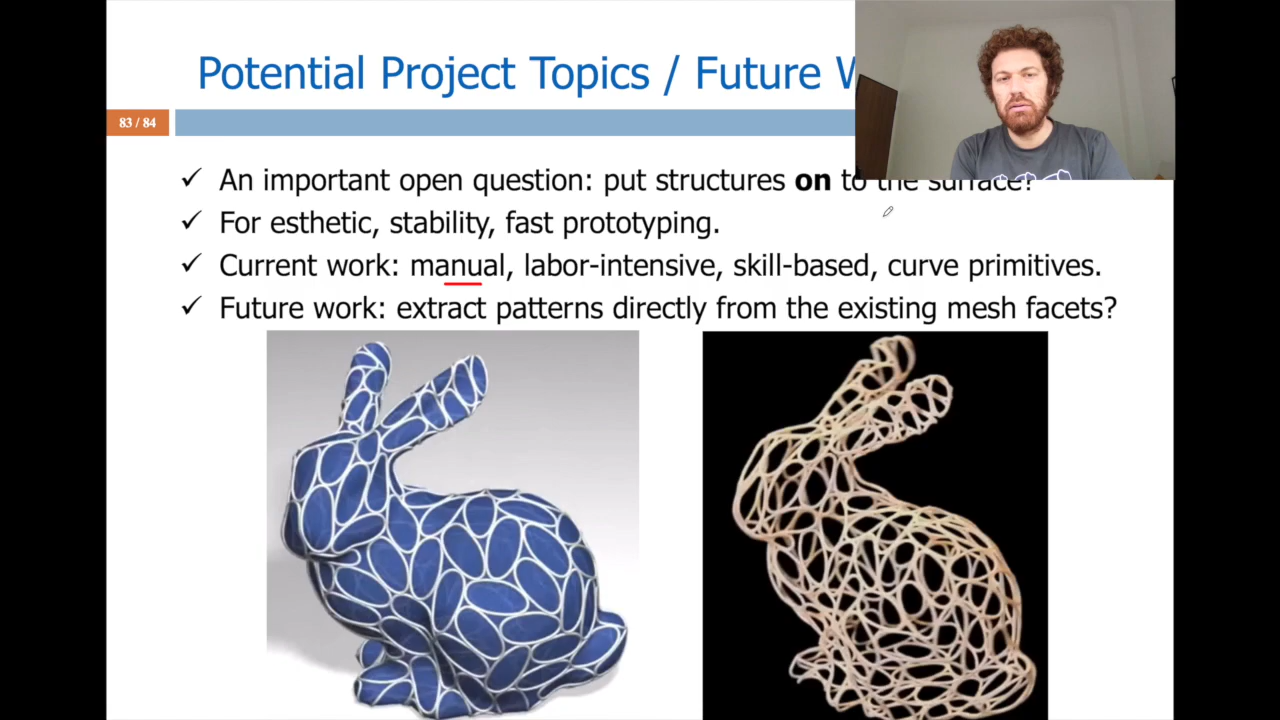 Potential Project Topics / Future
83 / 84
✓ An important open question: put structures on to the surface?
✓ For esthetic, stability, fast prototyping.
✓ Current work: manual, labor-intensive, skill-based, curve primitives.
✓ Future work: extract patterns directly from the existing mesh facets?